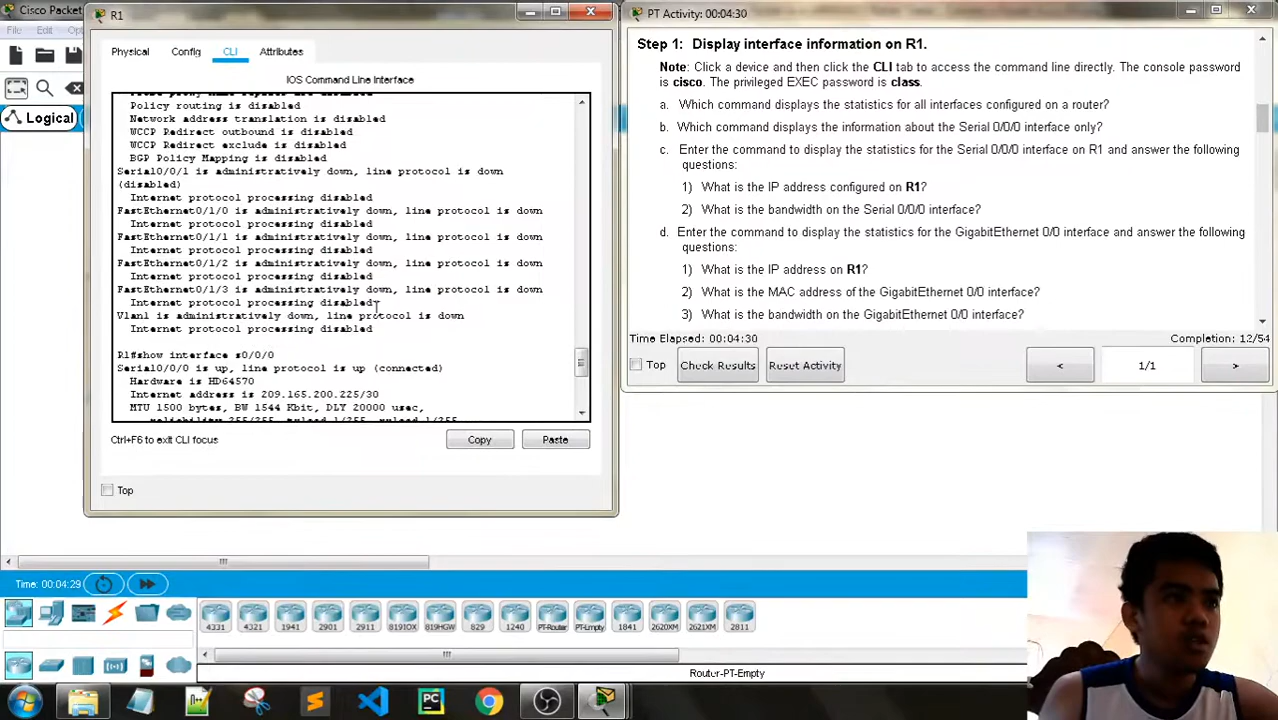 Cisco Packe
R1
File
Edit
Opt
Logical
Physical
Config
CLI
Attributes
IOS Command Line Interface
Policy routing is disabled
Network address translation is disabled
WCCP Redirect outbound is disabled
WCCP Redirect exclude is disabled
BGP Policy Mapping is disabled
Serial0/0/1 is administratively down, line protocol is down
(disabled)
Internet protocol processing disabled
FastEthernet0/1/0 is administratively down, line protocol is down
Internet protocol processing disabled
FastEthernet0/1/1 is administratively down, line protocol is down
Internet protocol processing disabled
FastEthernet0/1/2 is administratively down, line protocol is down
Internet protocol processing disabled
FastEthernet0/1/3 is administratively down, line protocol is down
Internet protocol processing disabled
Vlan1 is administratively down, line protocol is down
Internet protocol processing disabled
R1#show interface s0/0/0
Serial0/0/0 is up, line protocol is up (connected)
Hardware is HD64570
Internet address is 209.165.200.225/30
MTU 1500 bytes, BW 1544 Kbit, DLY 20000 usec,
Ctrl+F6 to exit CLI focus
Copy
Paste
Top
PT Activity: 00:04:30
Step 1: Display interface information on R1.
Note: Click a device and then click the CLI tab to access the command line directly. The console password
is cisco. The privileged EXEC password is class.
a. Which command displays the statistics for all interfaces configured on a router?
b. Which command displays the information about the Serial 0/0/0 interface only?
c. Enter the command to display the statistics for the Serial 0/0/0 interface on R1 and answer the following
questions:
1) What is the IP address configured on R1?
2) What is the bandwidth on the Serial 0/0/0 interface?
d. Enter the command to display the statistics for the GigabitEthernet 0/0 interface and answer the following
questions:
1) What is the IP address on R1?
2) What is the MAC address of the GigabitEthernet 0/0 interface?
3) What is the bandwidth on the GigabitEthernet 0/0 interface?
Time Elapsed: 00:04:30
Completion: 12/54
Top
Check Results
Reset Activity
<
1/1
>
Time: 00:04:29
4331
4321
1941
2901
2911
819IOX
819HGW
829
1240
PT-Router
PT-Empty
1841
2620XM
2621XM
2811
Router-PT-Empty